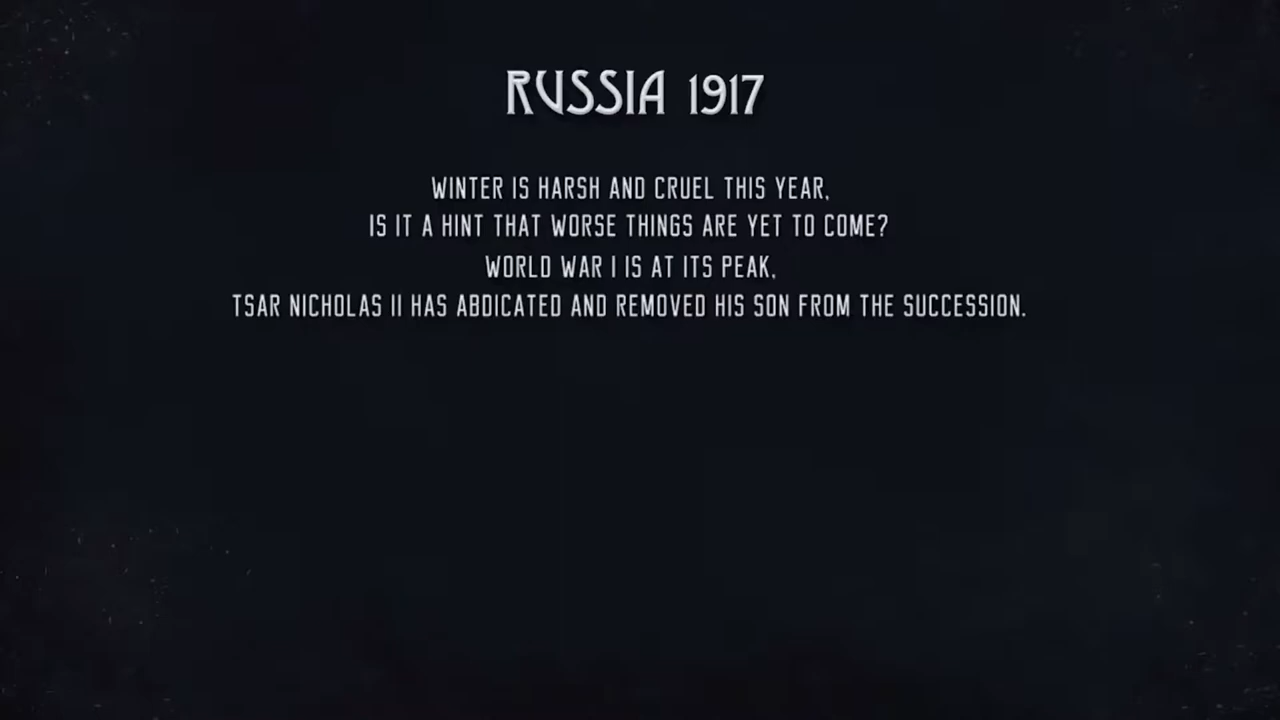 RUSSIA 1917
WINTER IS HARSH AND CRUEL THIS YEAR,
IS IT A HINT THAT WORSE THINGS ARE YET TO COME?
WORLD WAR I IS AT ITS PEAK,
TSAR NICHOLAS II HAS ABDICATED AND REMOVED HIS SON FROM THE SUCCESSION.